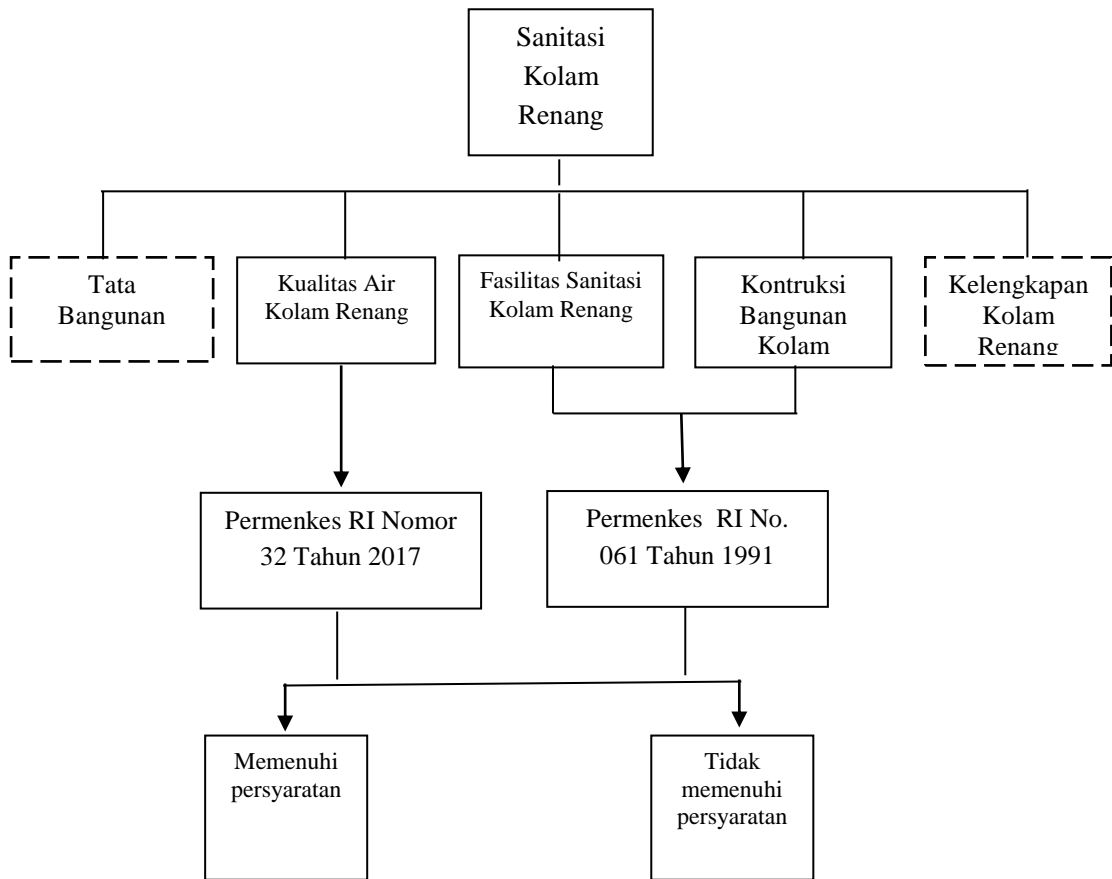 Sanitasi
Kolam
Renang
Tata
Bangunan
Kualitas Air
Kolam Renang
Fasilitas Sanitasi
Kolam Renang
Kontruksi
Bangunan
Kolam
Kelengkapan
Kolam
Renang
Permenkes RI Nomor
32 Tahun 2017
Permenkes RI No.
061 Tahun 1991
Memenuhi
persyaratan
Tidak
memenuhi
persyaratan